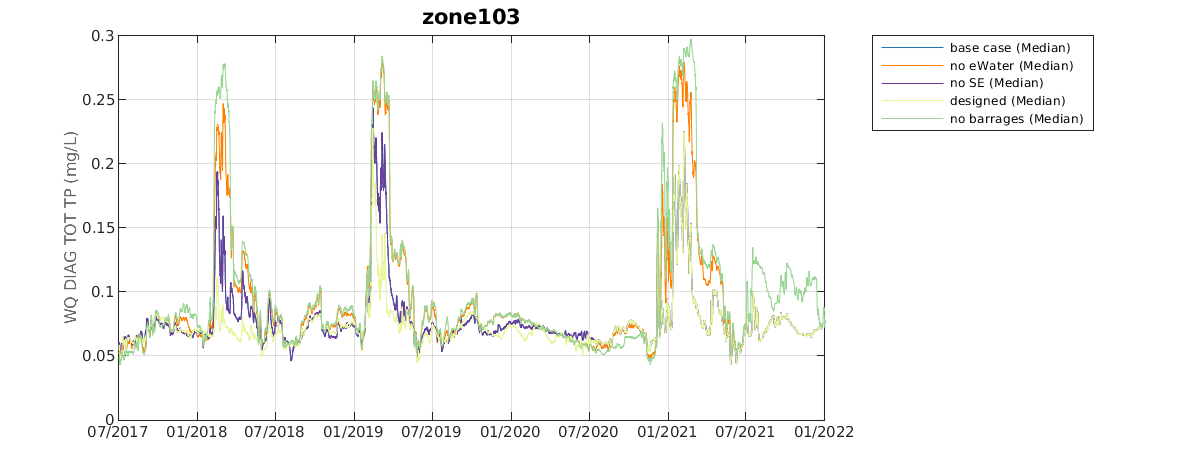 zone103
WQ DIAG TOT TP (mg/L)
0.3
0.25
0.2
0.15
0.1
0.05
0
07/2017 01/2018 07/2018 01/2019 07/2019 01/2020 07/2020 01/2021 07/2021 01/2022
base case (Median)
no eWater (Median)
no SE (Median)
designed (Median)
no barrages (Median)